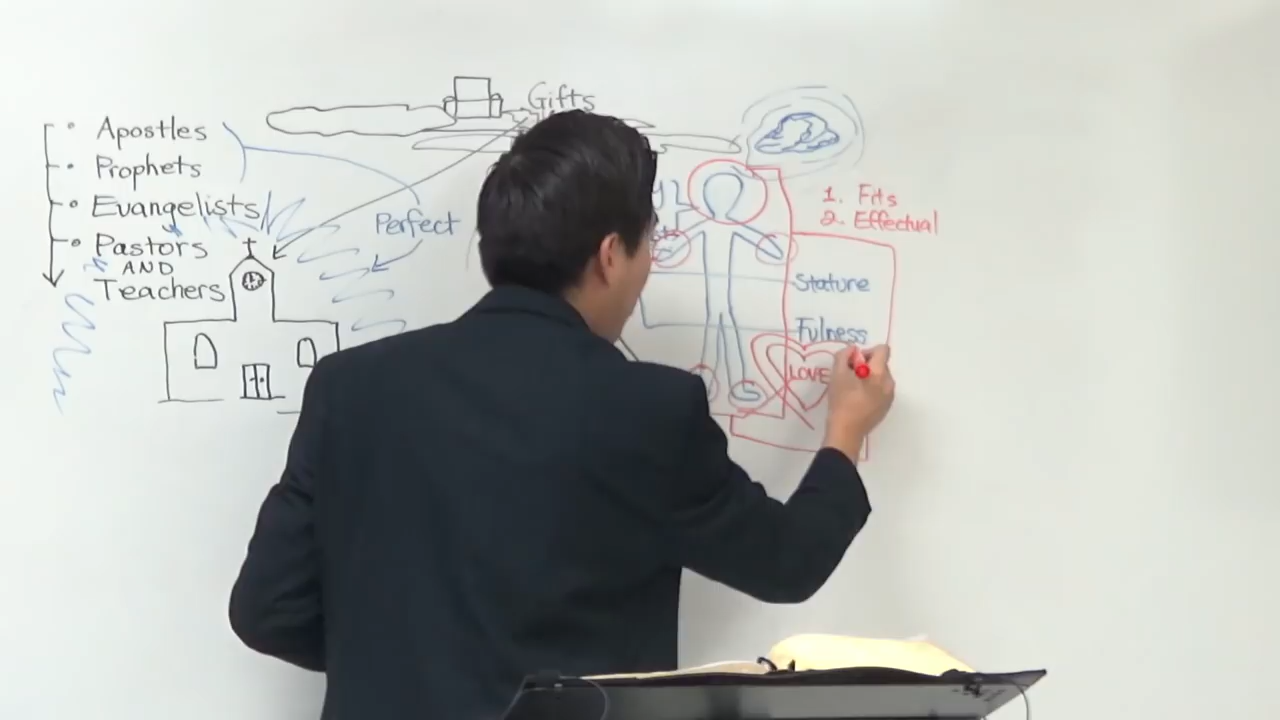 Gifts
Apostles
Prophets
Evangelists
Pastors
AND
Teachers
Perfect
1. Fits
2. Effectual
Stature
Fulness
LOVE